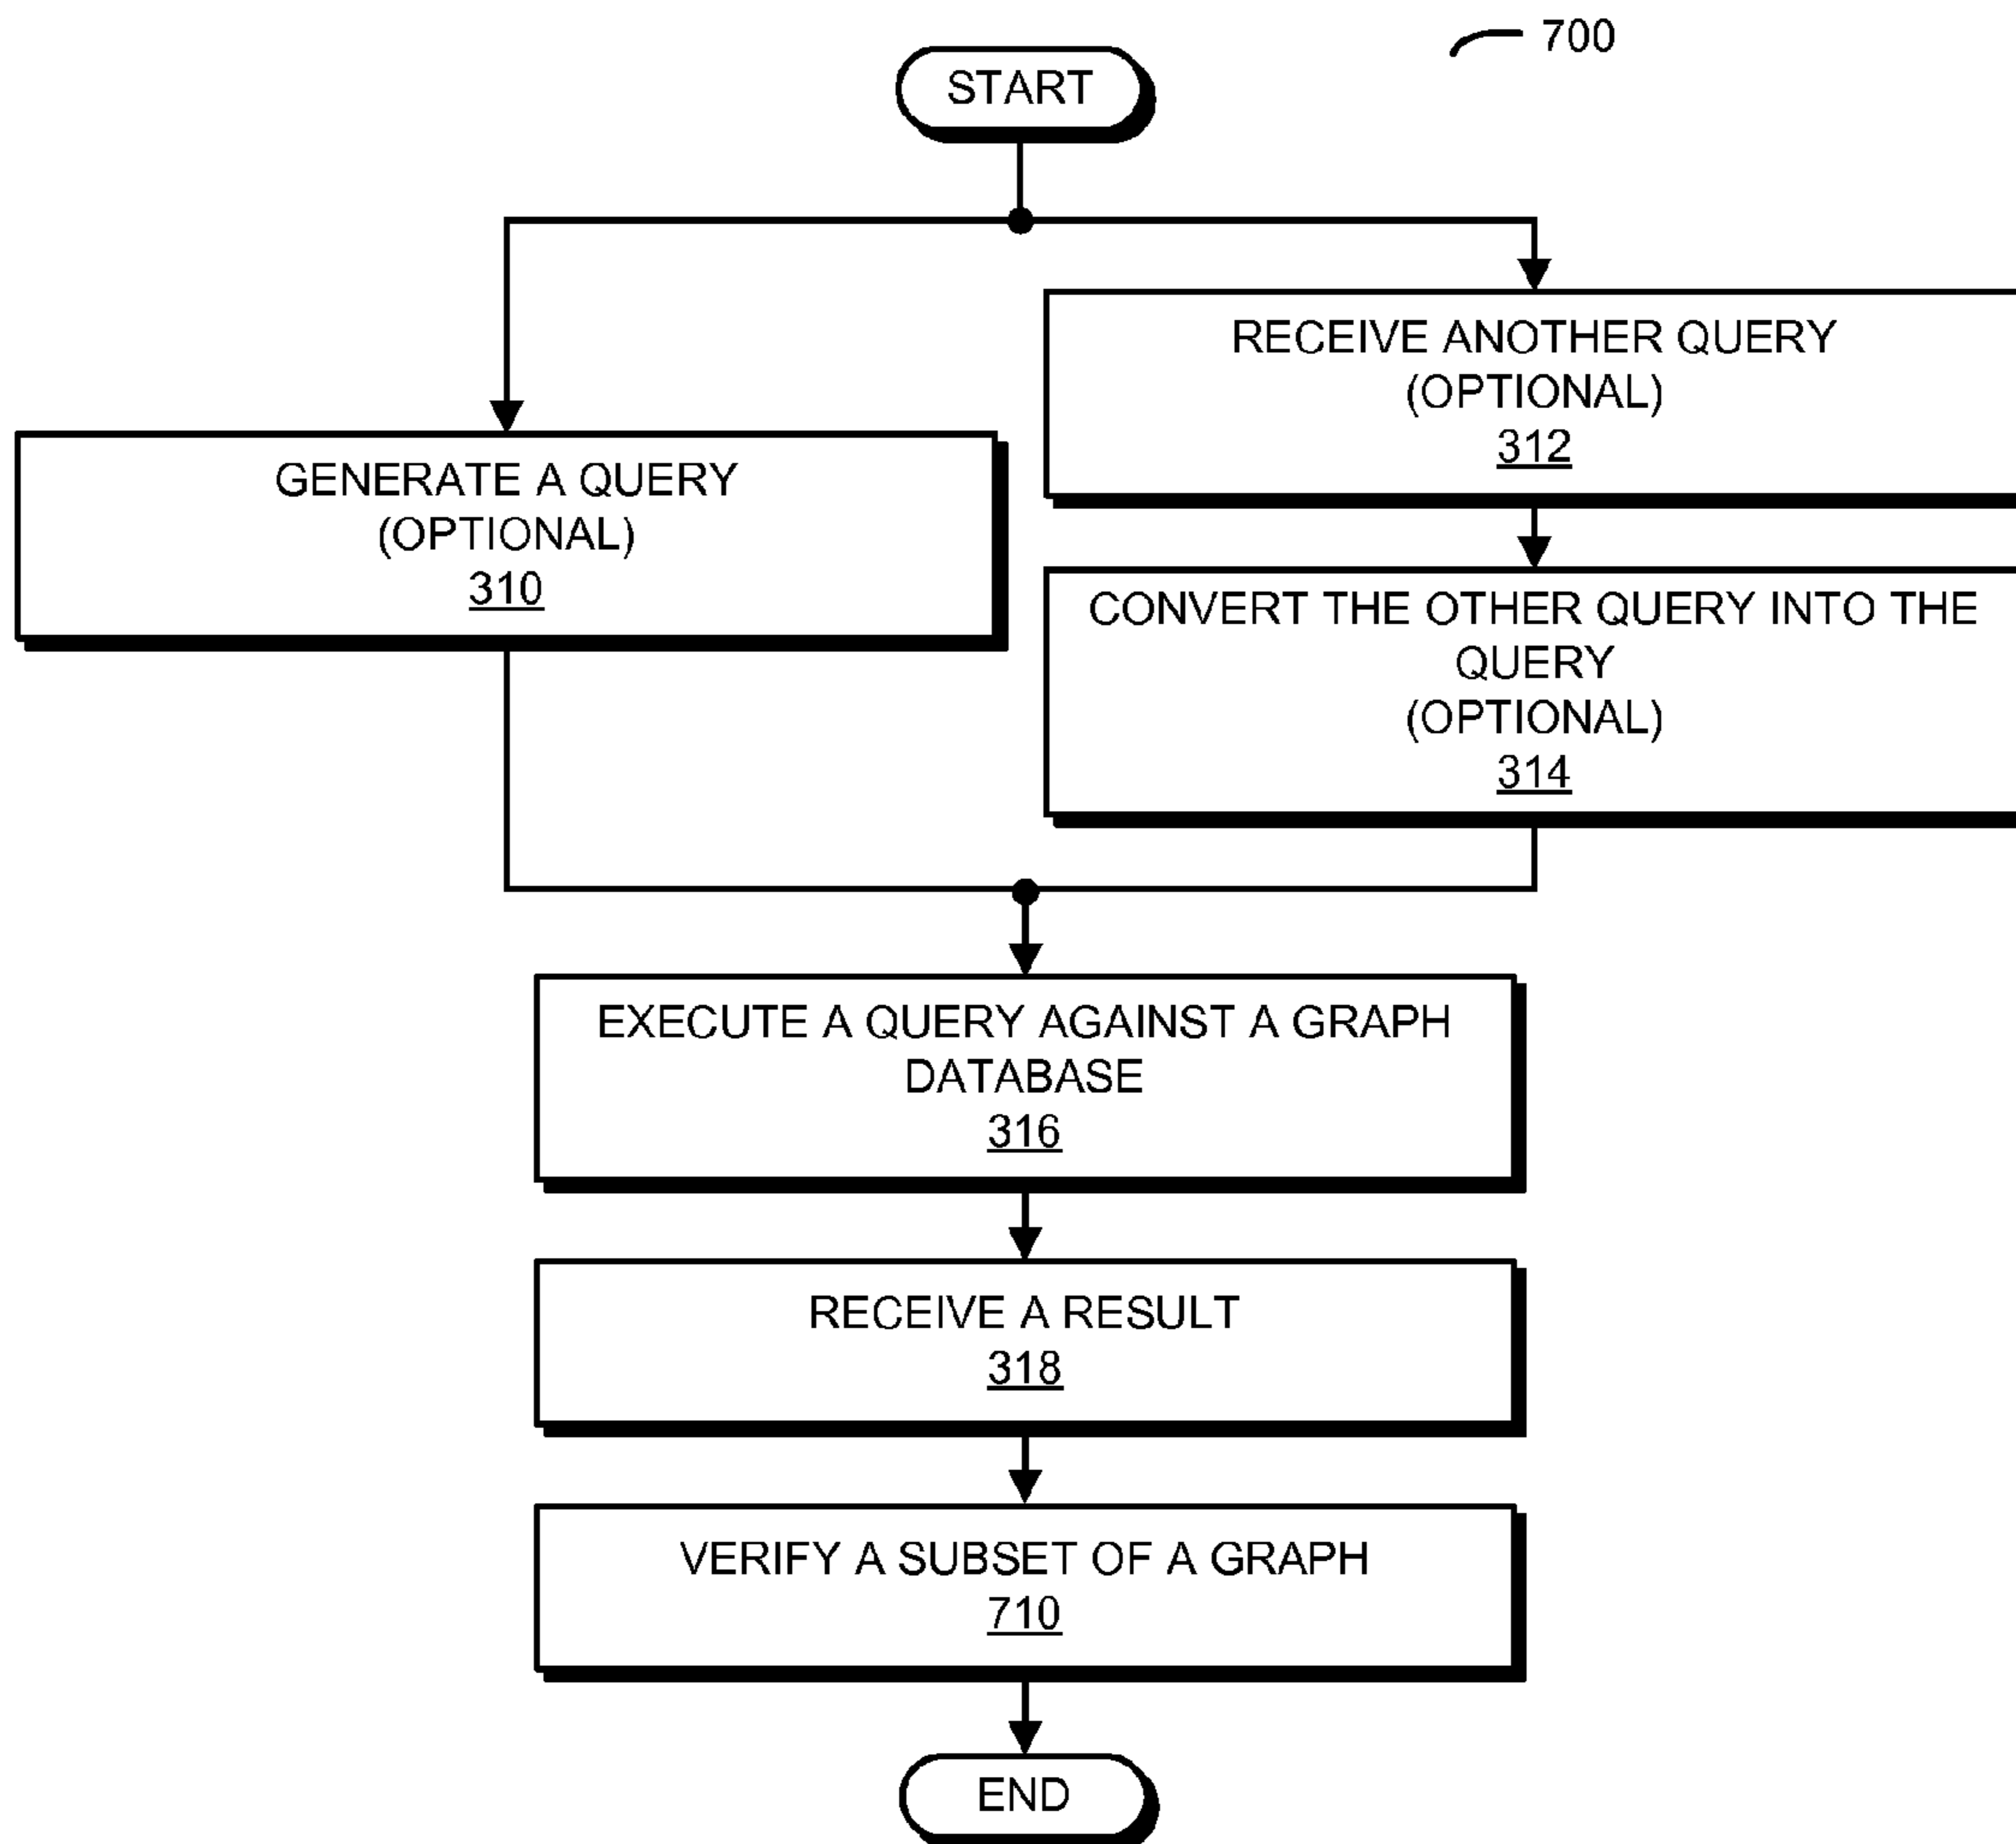 700
START
RECEIVE ANOTHER QUERY
(OPTIONAL)
312
GENERATE A QUERY
(OPTIONAL)
310
CONVERT THE OTHER QUERY INTO THE
QUERY
(OPTIONAL)
314
EXECUTE A QUERY AGAINST A GRAPH
DATABASE
316
RECEIVE A RESULT
318
VERIFY A SUBSET OF A GRAPH
710
END